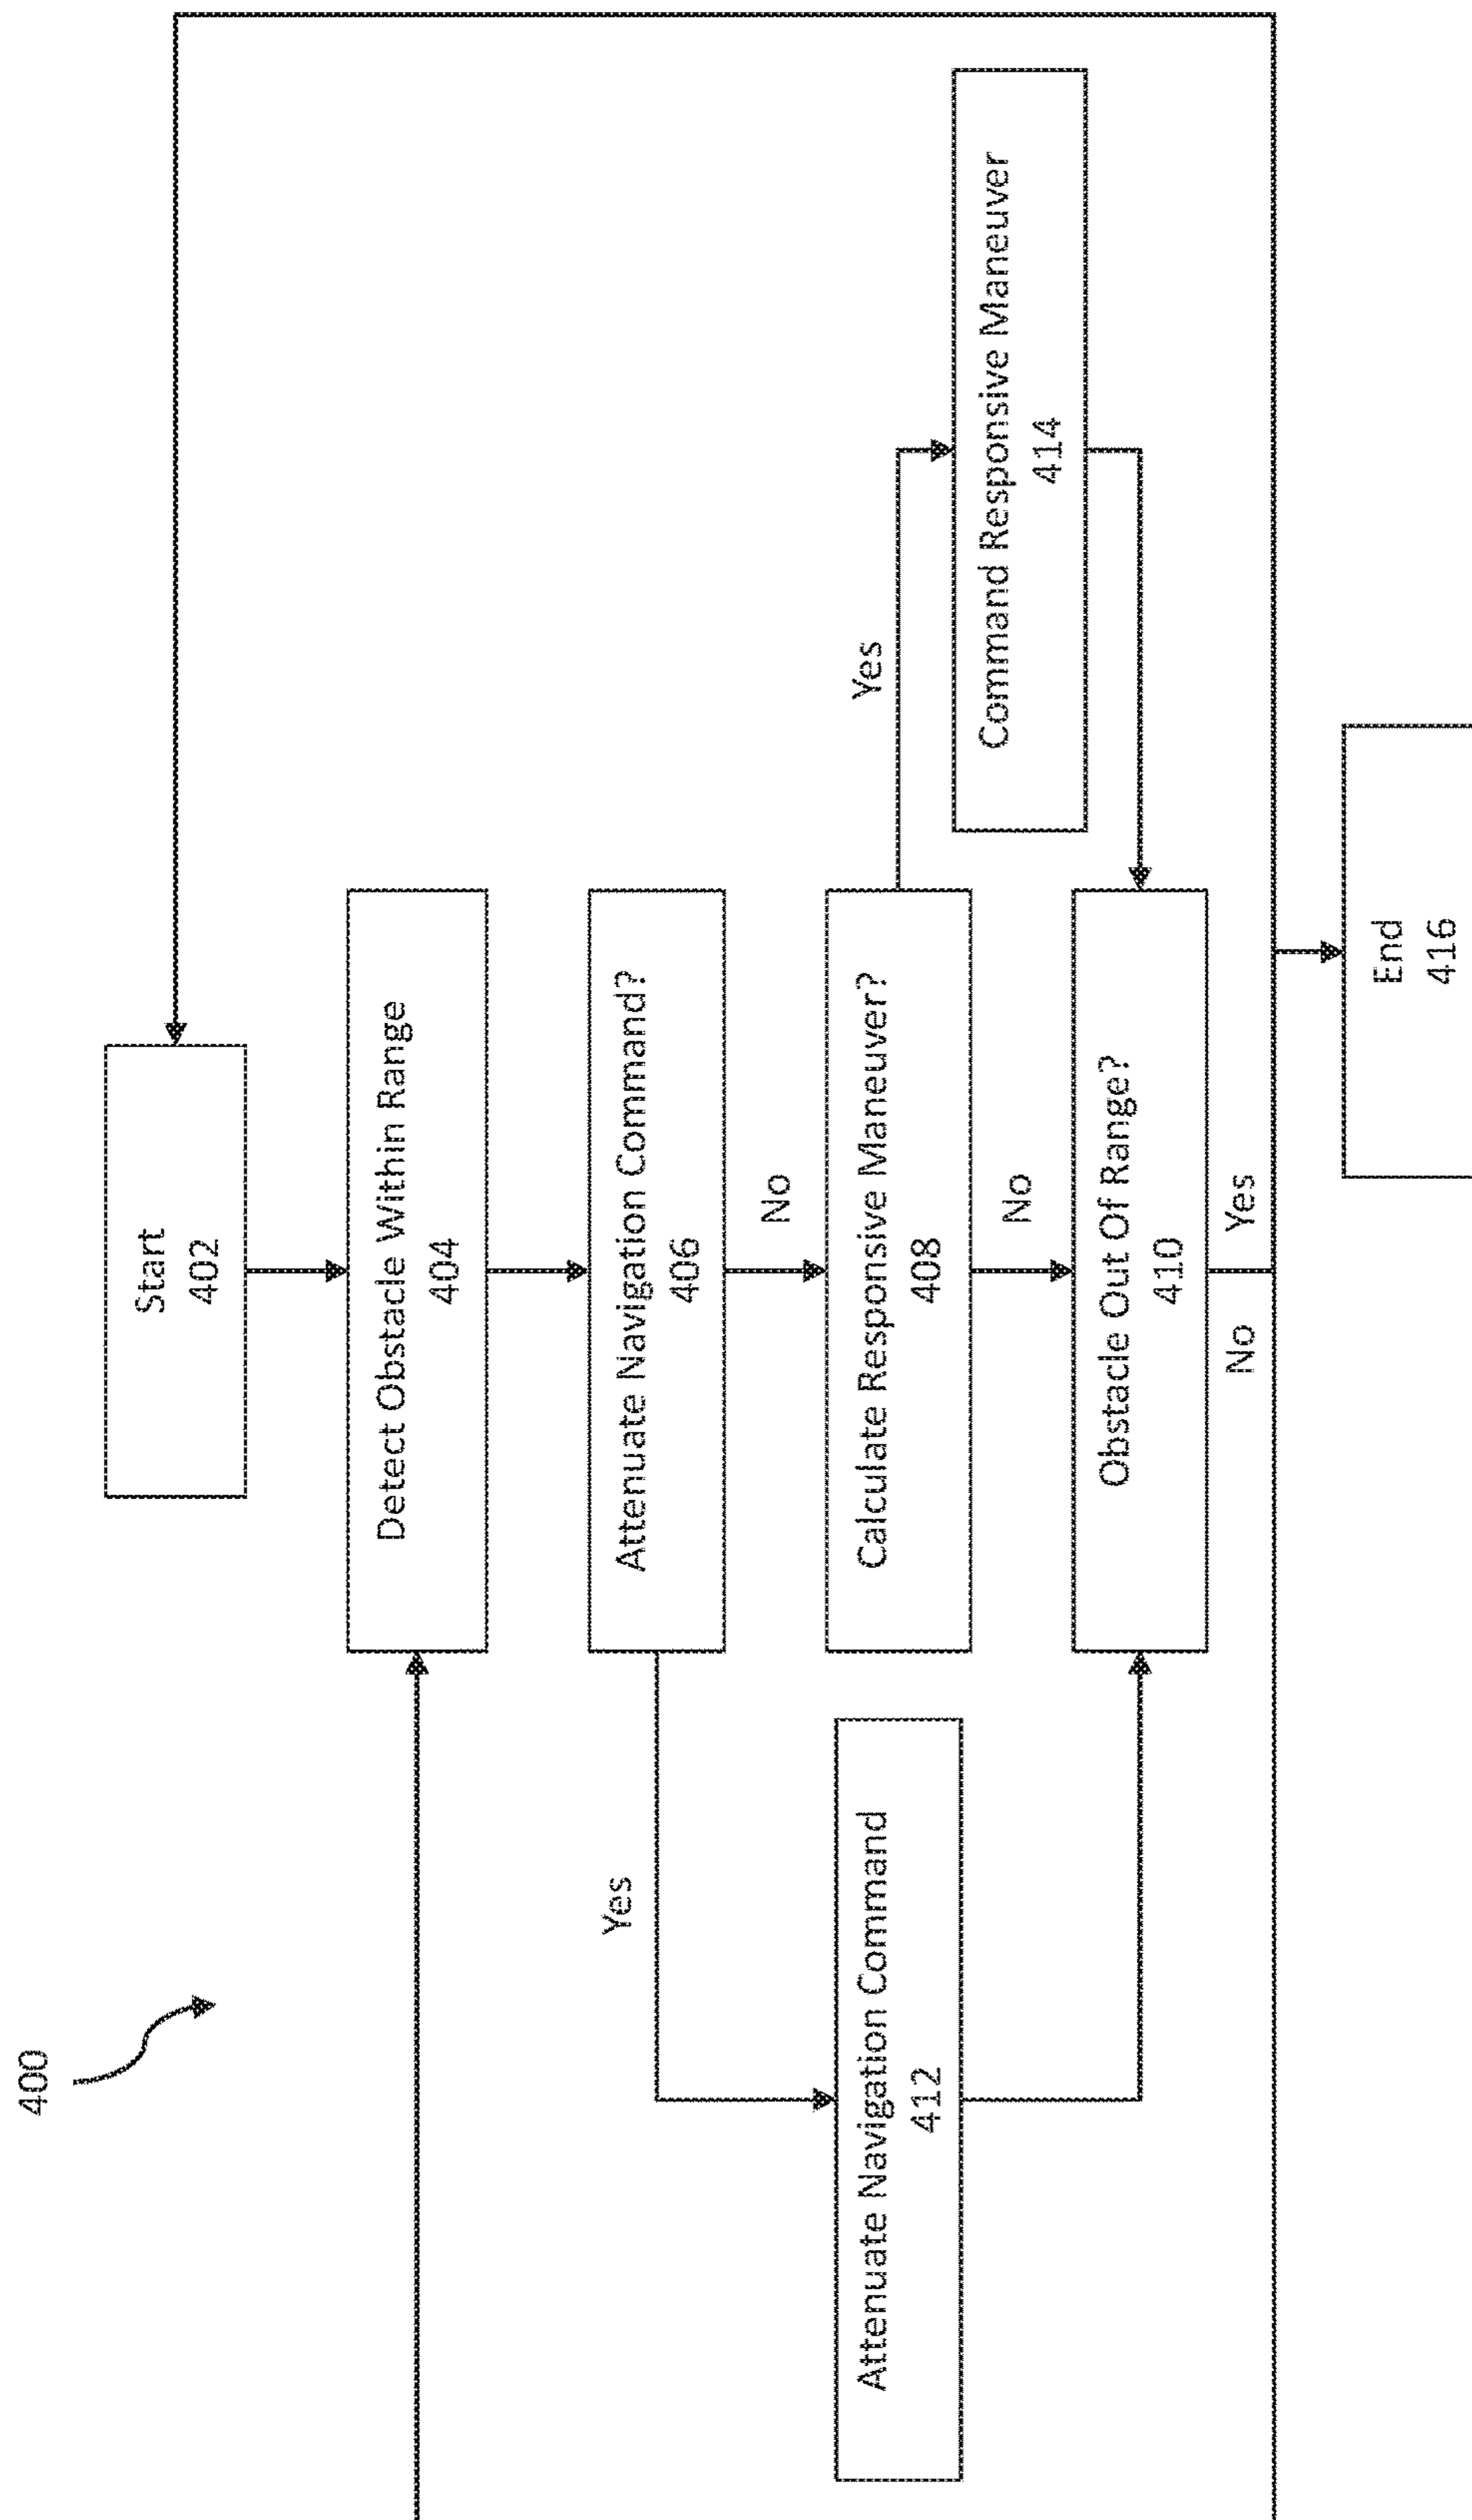 400
Start
402
Detect Obstacle Within Range
404
Attenuate Navigation Command?
406
Yes
No
Attenuate Navigation Command
412
Calculate Responsive Maneuver?
408
Yes
No
Command Responsive Maneuver
414
Obstacle Out Of Range?
410
No
Yes
End
416